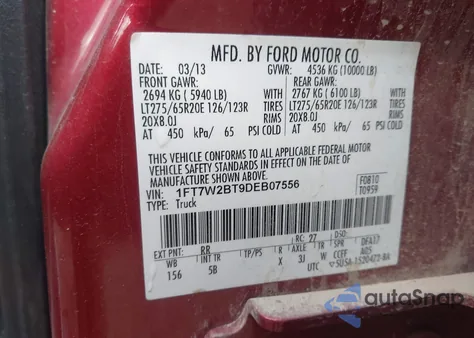 MFD. BY FORD MOTOR CO.
DATE: 03/13 GVWR: 4536 KG (10000 LB)
FRONT GAWR: REAR GAWR:
2694 KG ( 5940 LB) 2767 KG ( 6100 LB)
LT275/65R20E 126/123R TIRES LT275/65R20E 126/123R TIRES
20X8.0J RIMS 20X8.0J RIMS
AT 450 kPa/ 65 PSI COLD AT 450 kPa/ 65 PSI COLD
THIS VEHICLE CONFORMS TO ALL APPLICABLE FEDERAL MOTOR
VEHICLE SAFETY STANDARDS IN EFFECT ON THE DATE OF
MANUFACTURE SHOWN ABOVE.
VIN: 1FT7W2BT9DEB07556 F0810
TYPE: Truck T0959
EXT PNT: RR RC: 27 DSO:
WB INT TR TP/PS R AXLE TR SPR
156 5B X 3J W
UTC
autoSnap